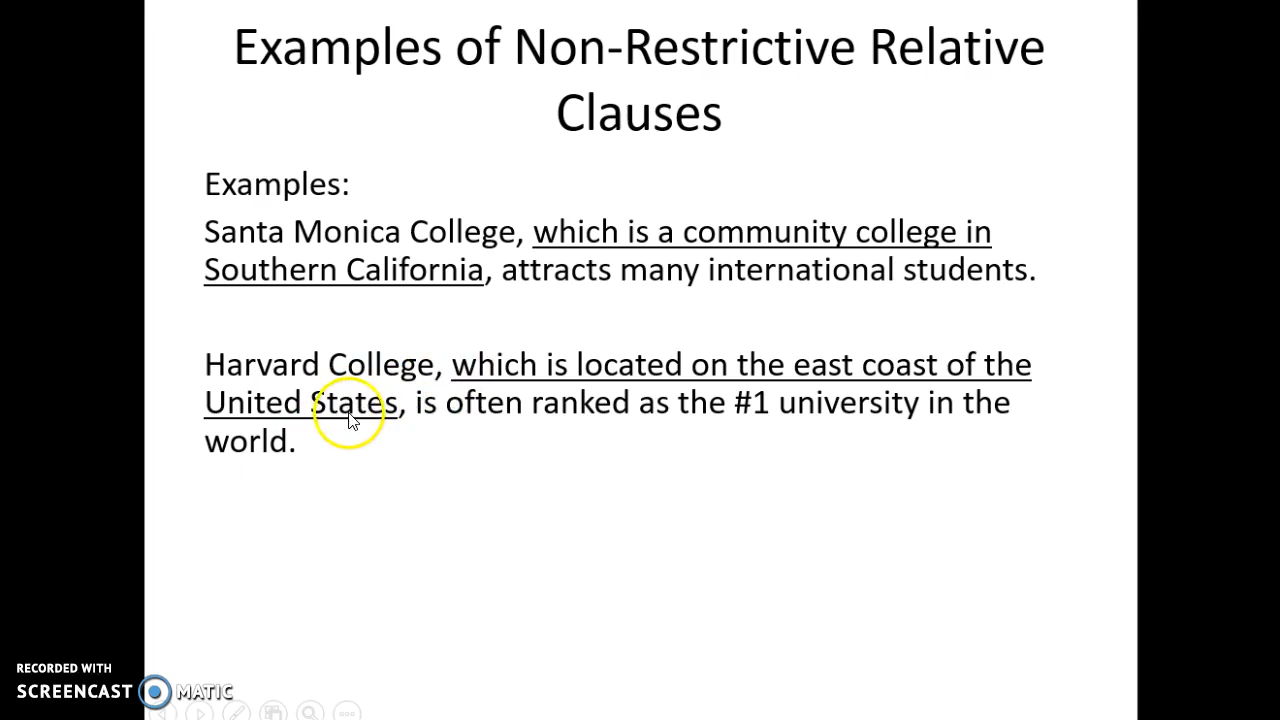 Examples of Non-Restrictive Relative
Clauses
Examples:
Santa Monica College, which is a community college in
Southern California, attracts many international students.
Harvard College, which is located on the east coast of the
United States, is often ranked as the #1 university in the
world.
RECORDED WITH
SCREENCAST MATIC